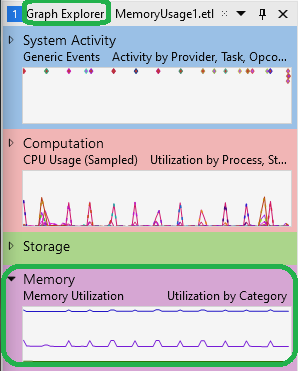 1 Graph Explorer MemoryUsage1.etl
System Activity
Generic Events Activity by Provider, Task, Opco...
Computation
CPU Usage (Sampled) Utilization by Process, St...
Storage
Memory
Memory Utilization Utilization by Category